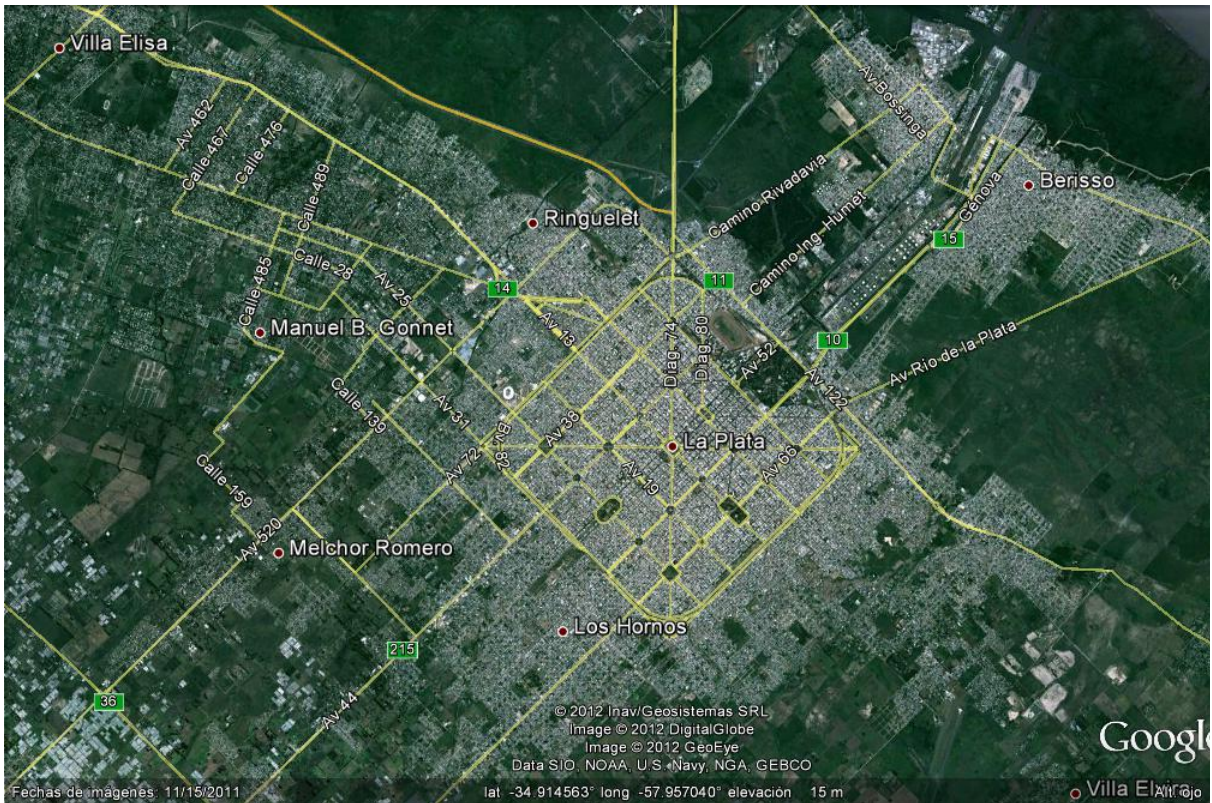 Villa Elisa
Av 462
Calle 467
Calle 476
Calle 489
Av Bossinga
Berisso
Ringuelet
Camino Rivadavia
Camino Ing. Humet
Génova
15
Calle 28
Calle 485
Av 25
14
11
Manuel B. Gonnet
Av 13
Diag. 74
Diag. 80
Av 52
10
Av Río de la Plata
Av 122
Calle 139
Av 31
Av 38
La Plata
Av 72
Av 19
Av 66
Calle 159
Av 520
Melchor Romero
Los Hornos
215
36
Av 44
© 2012 Inav/Geosistemas SRL
Image © 2012 DigitalGlobe
Image © 2012 GeoEye
Data SIO, NOAA, U.S. Navy, NGA, GEBCO
Google
Fechas de imágenes: 11/15/2011
lat -34.914563° long -57.957040° elevación 15 m
Villa Elvira
Alt. ojo